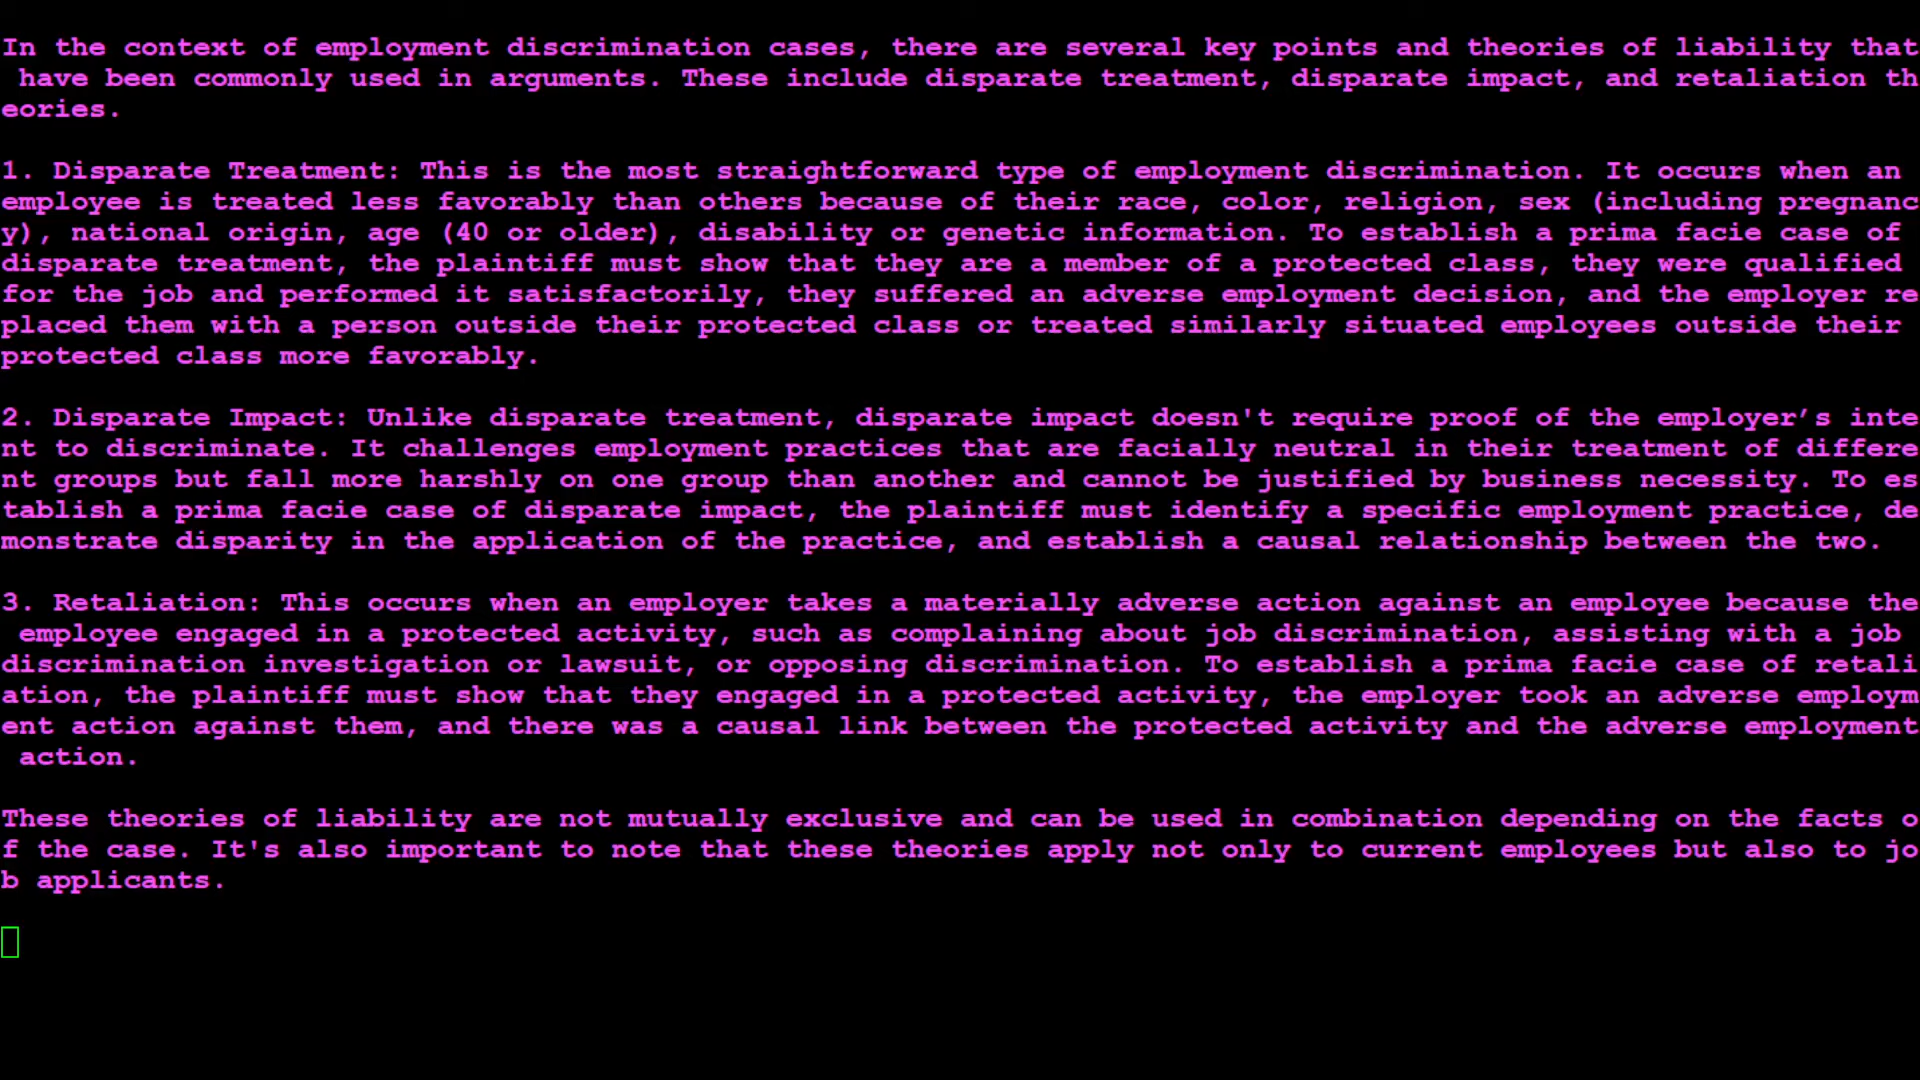 In the context of employment discrimination cases, there are several key points and theories of liability that
 have been commonly used in arguments. These include disparate treatment, disparate impact, and retaliation th
eories.

1. Disparate Treatment: This is the most straightforward type of employment discrimination. It occurs when an
employee is treated less favorably than others because of their race, color, religion, sex (including pregnanc
y), national origin, age (40 or older), disability or genetic information. To establish a prima facie case of
disparate treatment, the plaintiff must show that they are a member of a protected class, they were qualified
for the job and performed it satisfactorily, they suffered an adverse employment decision, and the employer re
placed them with a person outside their protected class or treated similarly situated employees outside their
protected class more favorably.

2. Disparate Impact: Unlike disparate treatment, disparate impact doesn't require proof of the employer’s inte
nt to discriminate. It challenges employment practices that are facially neutral in their treatment of differe
nt groups but fall more harshly on one group than another and cannot be justified by business necessity. To es
tablish a prima facie case of disparate impact, the plaintiff must identify a specific employment practice, de
monstrate disparity in the application of the practice, and establish a causal relationship between the two.

3. Retaliation: This occurs when an employer takes a materially adverse action against an employee because the
 employee engaged in a protected activity, such as complaining about job discrimination, assisting with a job
discrimination investigation or lawsuit, or opposing discrimination. To establish a prima facie case of retali
ation, the plaintiff must show that they engaged in a protected activity, the employer took an adverse employm
ent action against them, and there was a causal link between the protected activity and the adverse employment
 action.

These theories of liability are not mutually exclusive and can be used in combination depending on the facts o
f the case. It's also important to note that these theories apply not only to current employees but also to jo
b applicants.